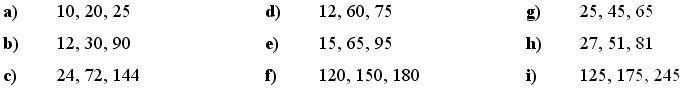 a) 10, 20, 25 d) 12, 60, 75 g) 25, 45, 65
b) 12, 30, 90 e) 15, 65, 95 h) 27, 51, 81
c) 24, 72, 144 f) 120, 150, 180 i) 125, 175, 245